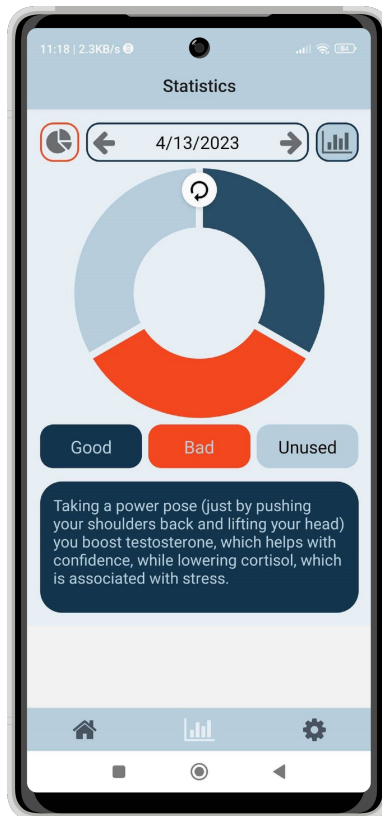 11:18 | 2.3KB/s
84
Statistics
4/13/2023
Good
Bad
Unused
Taking a power pose (just by pushing
your shoulders back and lifting your head)
you boost testosterone, which helps with
confidence, while lowering cortisol, which
is associated with stress.